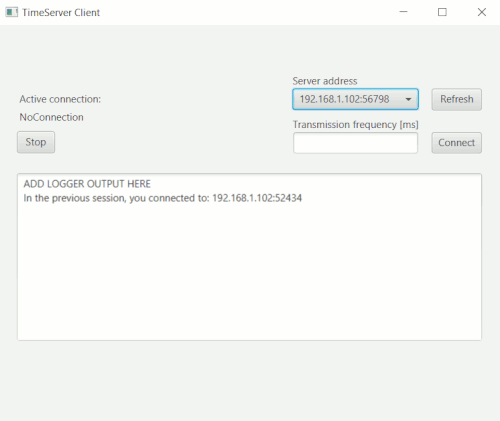 TimeServer Client
Server address
192.168.1.102:56798
Refresh
Active connection:
NoConnection
Transmission frequency [ms]
Stop
Connect
ADD LOGGER OUTPUT HERE
In the previous session, you connected to: 192.168.1.102:52434